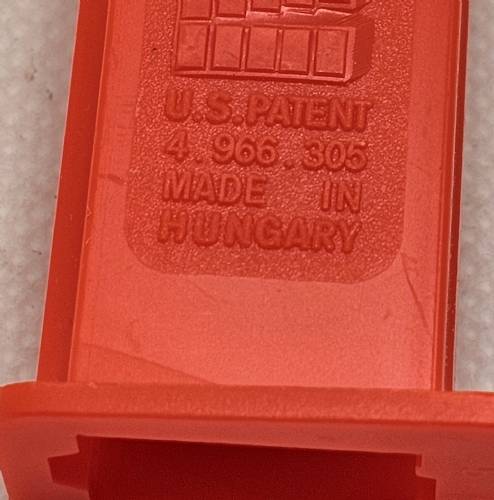 U.S. PATENT
4.966.305
MADE IN
HUNGARY